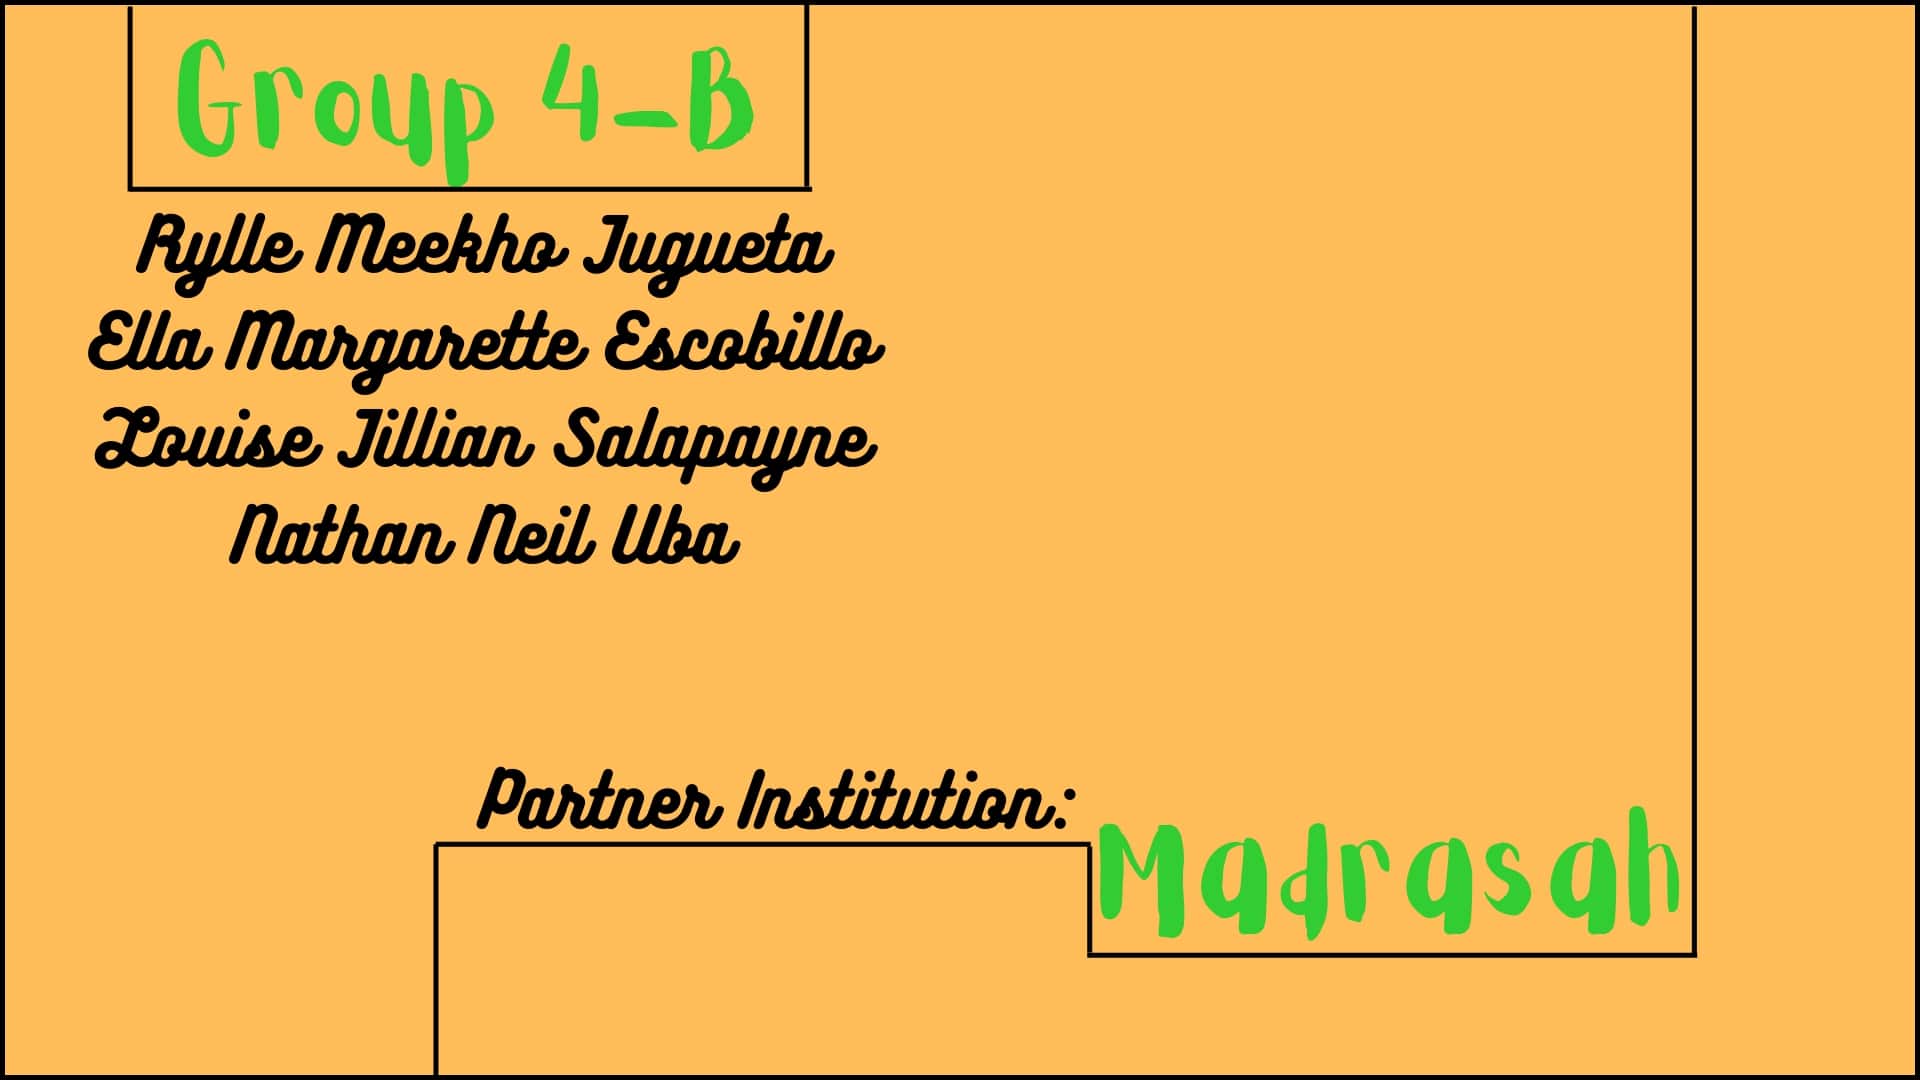 Group 4-B
Rylle Meekho Jugueta
Ella Margarette Escobillo
Louise Jillian Salapayne
Nathan Neil Uba
Partner Institution:
Madrasah